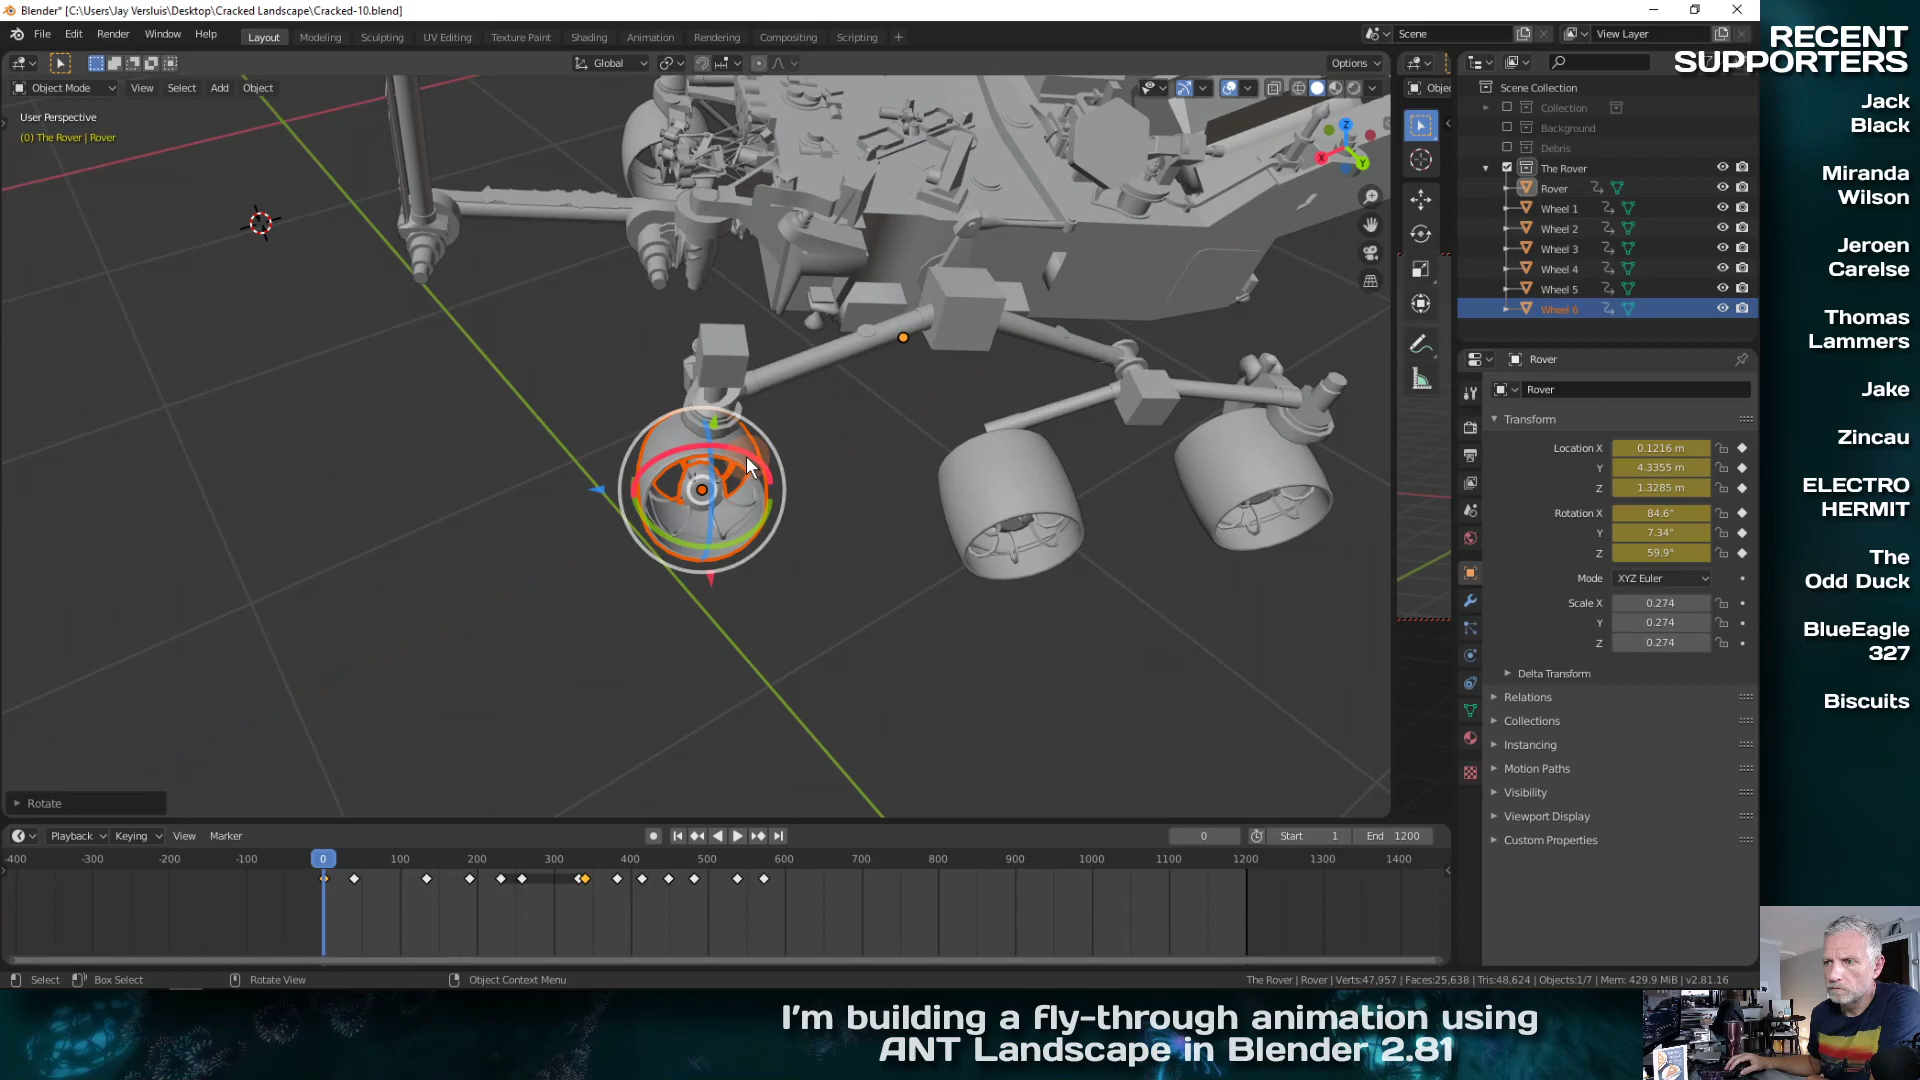 Blender* [C:\Users\Jay Versluis\Desktop\Cracked Landscape\Cracked-10.blend]
File Edit Render Window Help
Layout Modeling Sculpting UV Editing Texture Paint Shading Animation Rendering Compositing Scripting +
Scene
View Layer
Global
Options
Object Mode View Select Add Object
Objec
User Perspective
(0) The Rover | Rover
X
Y
Z
Scene Collection
Collection
Background
Debris
The Rover
Rover
Wheel 1
Wheel 2
Wheel 3
Wheel 4
Wheel 5
Wheel 6
Rover
Rover
Transform
Location X 0.1216 m
Y 4.3355 m
Z 1.3285 m
Rotation X 84.6°
Y 7.34°
Z 59.9°
Mode XYZ Euler
Scale X 0.274
Y 0.274
Z 0.274
Delta Transform
Relations
Collections
Instancing
Motion Paths
Visibility
Viewport Display
Custom Properties
Rotate
Playback Keying View Marker
0 Start 1 End 1200
-400 -300 -200 -100 0 100 200 300 400 500 600 700 800 900 1000 1100 1200 1300 1400
Select Box Select Rotate View Object Context Menu
The Rover | Rover | Verts:47,957 | Faces:25,638 | Tris:48,624 | Objects:1/7 | Mem: 429.9 MiB | v2.81.16
RECENT
SUPPORTERS
Jack
Black
Miranda
Wilson
Jeroen
Carelse
Thomas
Lammers
Jake
Zincau
ELECTRO
HERMIT
The
Odd Duck
BlueEagle
327
Biscuits
I'm building a fly-through animation using
ANT Landscape in Blender 2.81